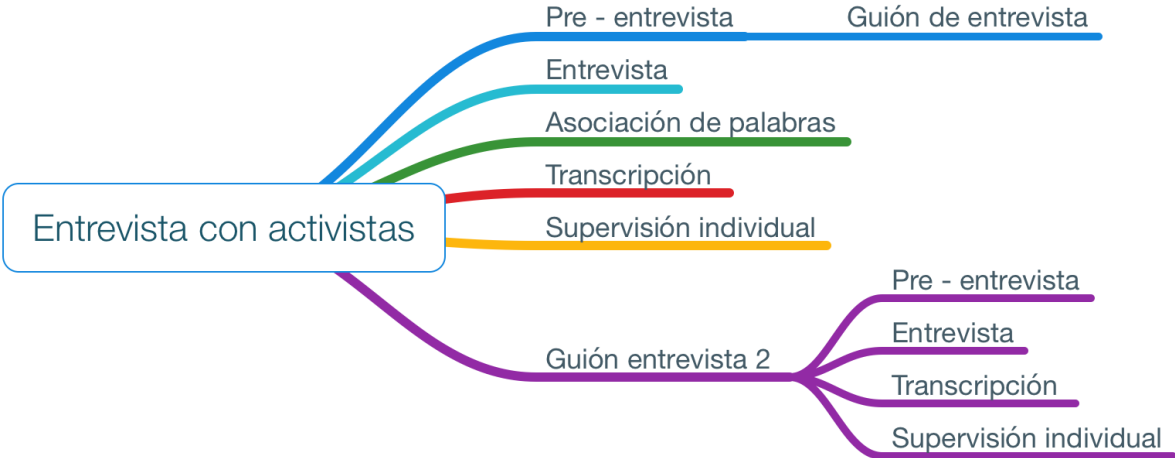 Entrevista con activistas
Pre - entrevista
Guión de entrevista
Entrevista
Asociación de palabras
Transcripción
Supervisión individual
Guión entrevista 2
Pre - entrevista
Entrevista
Transcripción
Supervisión individual